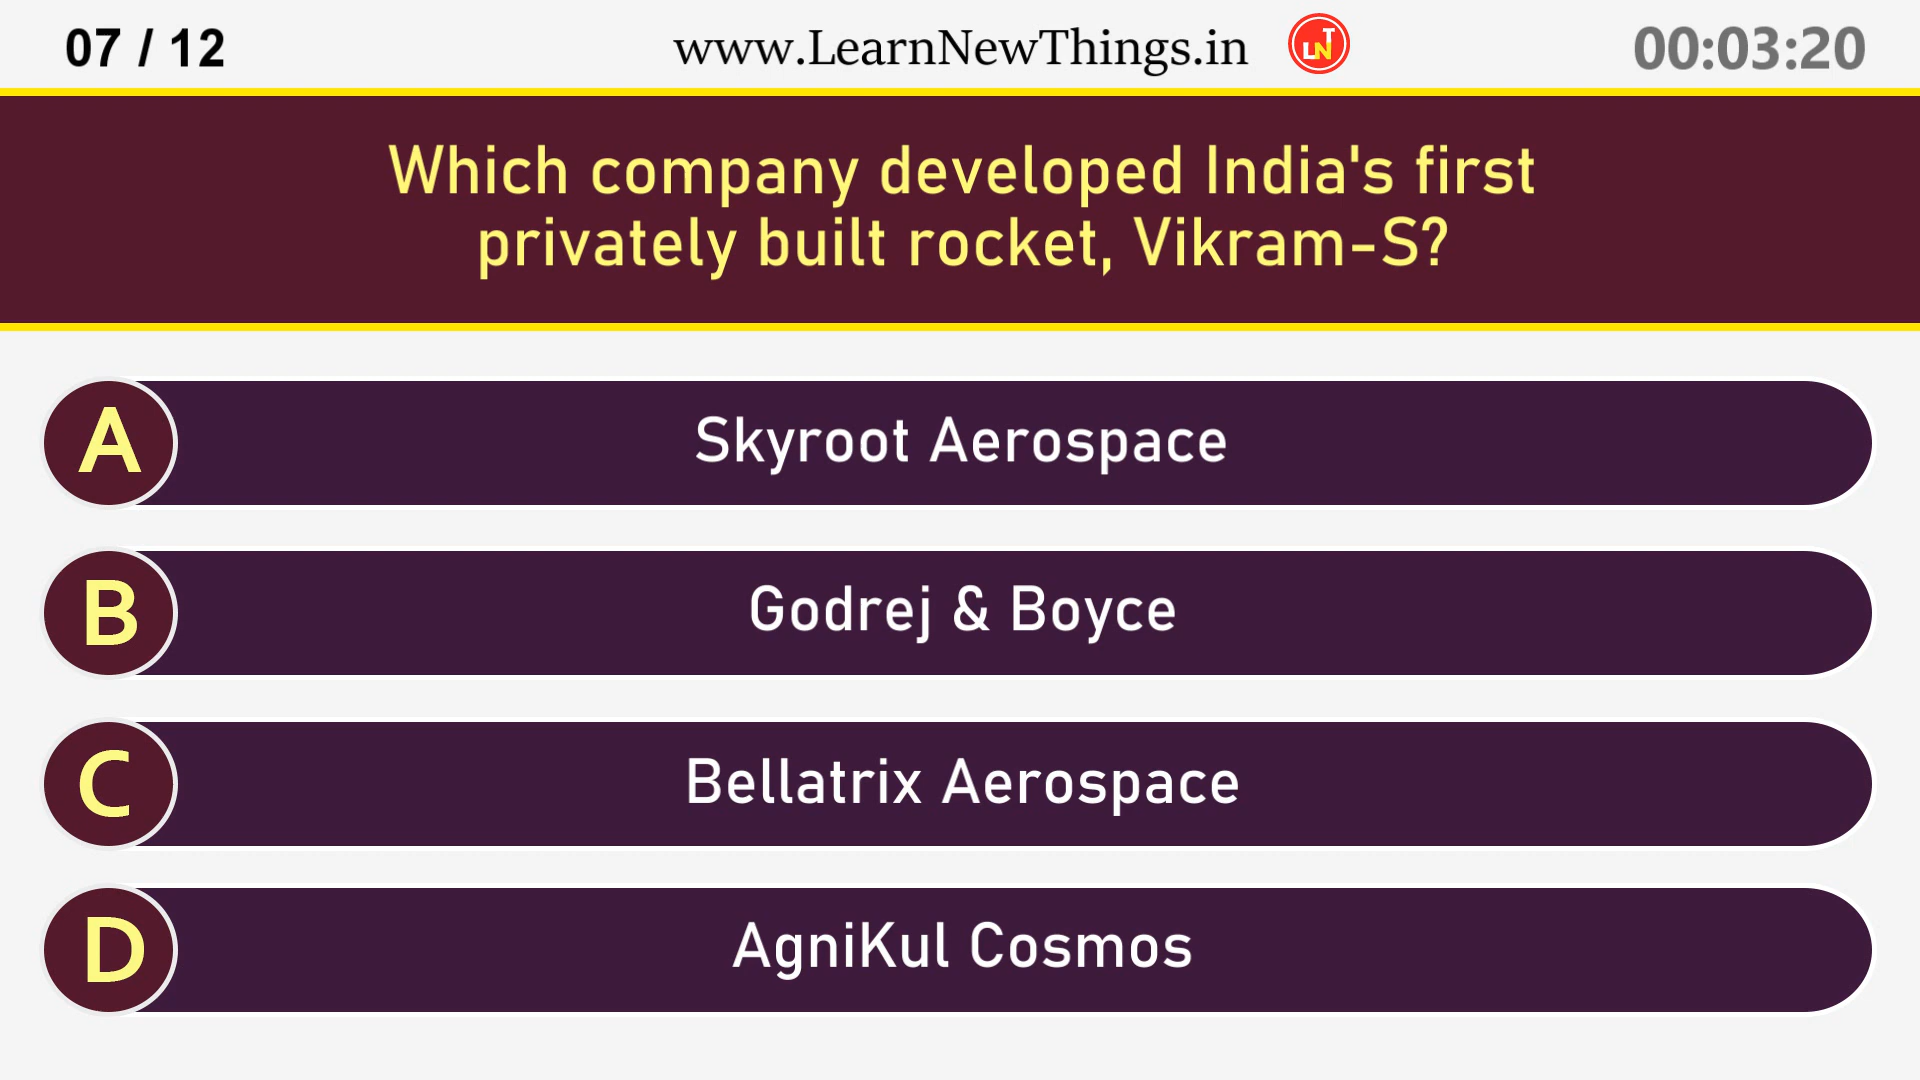 07 / 12
www.LearnNewThings.in
LNT
00:03:20
Which company developed India's first
privately built rocket, Vikram-S?
A
Skyroot Aerospace
B
Godrej & Boyce
C
Bellatrix Aerospace
D
AgniKul Cosmos